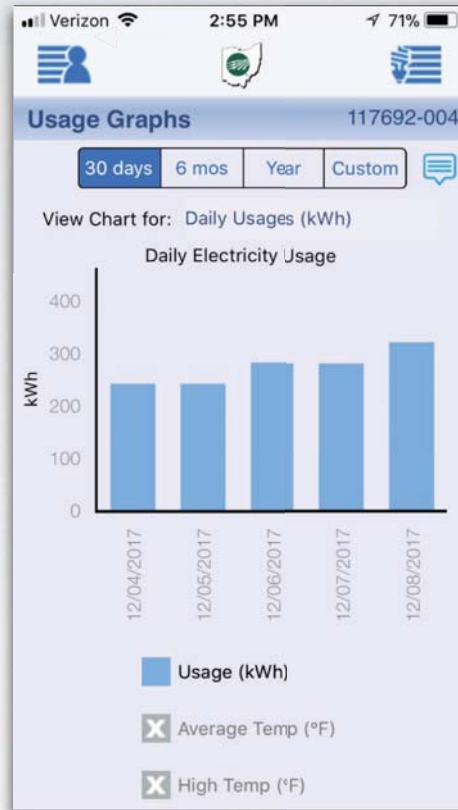 Verizon 2:55 PM 71%
Usage Graphs 117692-004
30 days 6 mos Year Custom
View Chart for: Daily Usages (kWh)
Daily Electricity Usage
400
300
200
100
0
kWh
12/04/2017 12/05/2017 12/06/2017 12/07/2017 12/08/2017
Usage (kWh)
X Average Temp (°F)
X High Temp (°F)